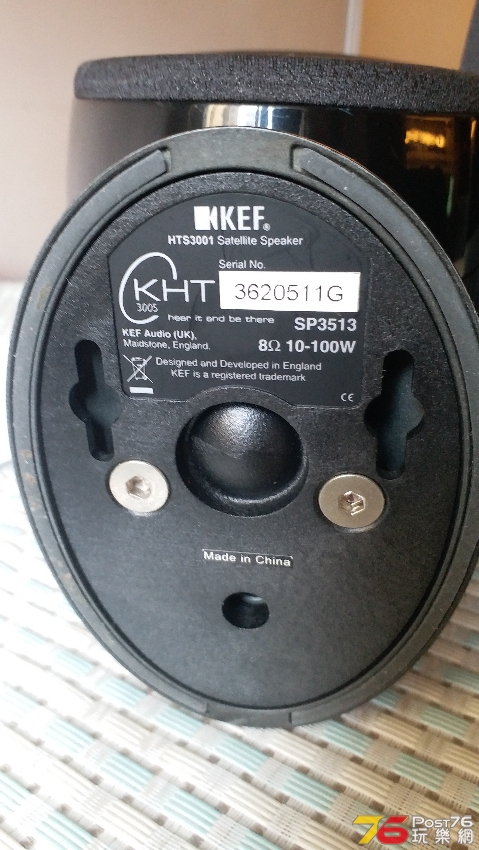 KEF®
HTS3001 Satellite Speaker
Serial No.
KHT
3005
3620511G
hear it and be there
SP3513
KEF Audio (UK),
Maidstone, England.
8Ω 10-100W
Designed and Developed in England
KEF is a registered trademark
CE
Made in China
76 Post76
玩樂網